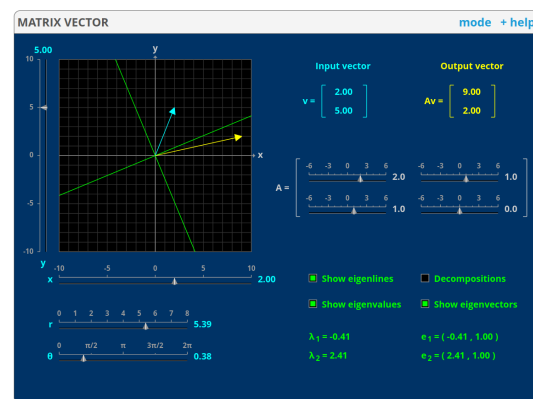 MATRIX VECTOR mode + help
5.00 y
10
5
0
-5
-10
x
y
-10 -5 0 5 10
x 2.00
0 1 2 3 4 5 6 7 8
r 5.39
0 π/2 π 3π/2 2π
θ 0.38
Input vector Output vector
v = 2.00 5.00
Av = 9.00 2.00
A =
-6 -3 0 3 6 2.0 -6 -3 0 3 6 1.0
-6 -3 0 3 6 1.0 -6 -3 0 3 6 0.0
Show eigenlines Decompositions
Show eigenvalues Show eigenvectors
λ1 = -0.41 e1 = ( -0.41 , 1.00 )
λ2 = 2.41 e2 = ( 2.41 , 1.00 )